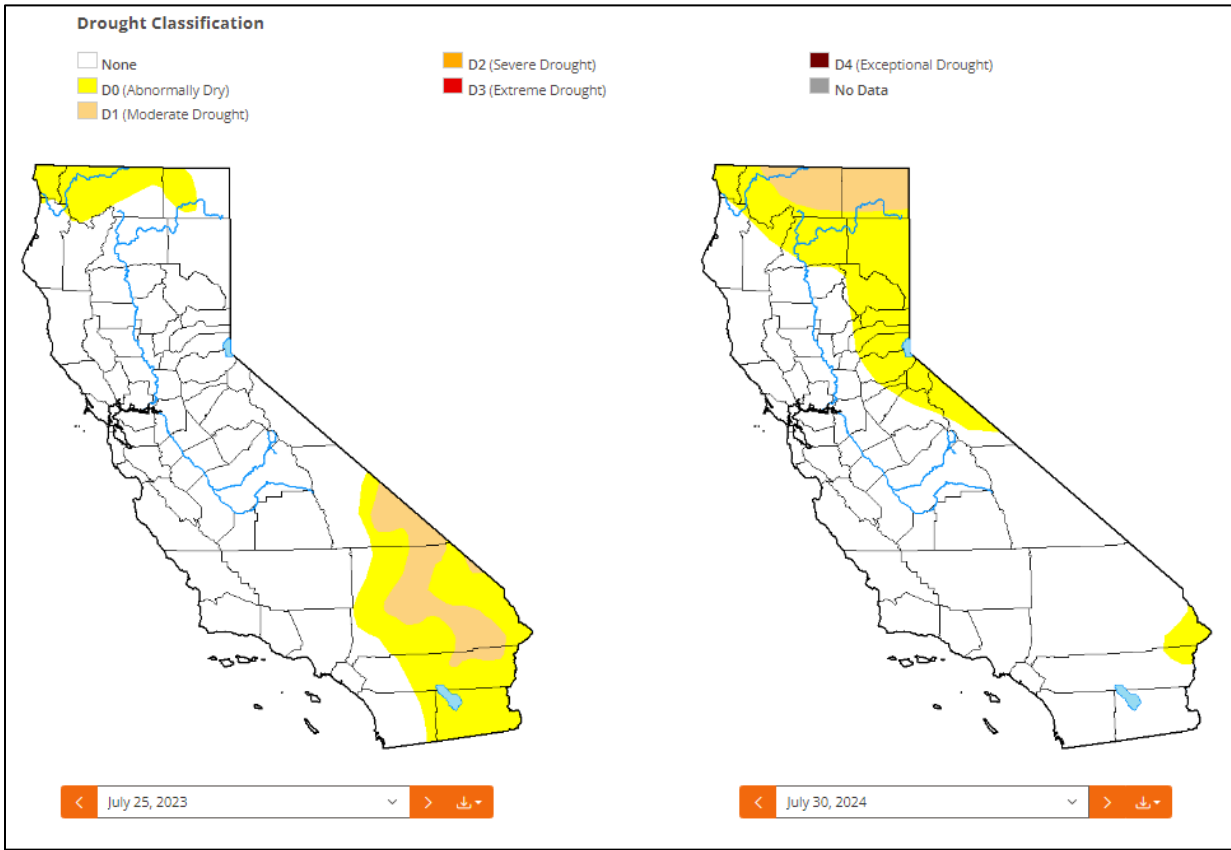 Drought Classification
None
D0 (Abnormally Dry)
D1 (Moderate Drought)
D2 (Severe Drought)
D3 (Extreme Drought)
D4 (Exceptional Drought)
No Data
July 25, 2023
July 30, 2024